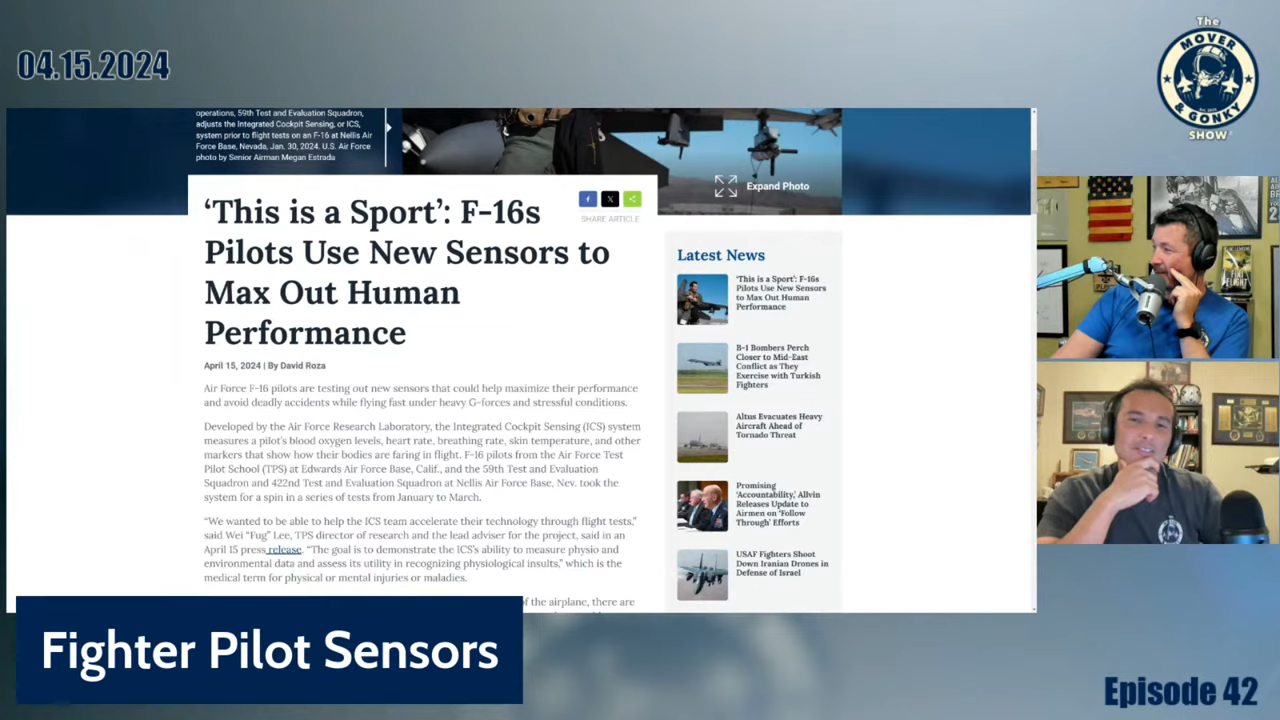 04.15.2024
The
MOVER
& GONKY
SHOW
operations, 59th Test and Evaluation Squadron,
adjusts the Integrated Cockpit Sensing, or ICS,
system prior to flight tests on an F-16 at Nellis Air
Force Base, Nevada, Jan. 30, 2024. U.S. Air Force
photo by Senior Airman Megan Estrada
Expand Photo
‘This is a Sport’: F-16s
Pilots Use New Sensors to
Max Out Human
Performance
SHARE ARTICLE
April 15, 2024 | By David Roza
Air Force F-16 pilots are testing out new sensors that could help maximize their performance
and avoid deadly accidents while flying fast under heavy G-forces and stressful conditions.
Developed by the Air Force Research Laboratory, the Integrated Cockpit Sensing (ICS) system
measures a pilot’s blood oxygen levels, heart rate, breathing rate, skin temperature, and other
markers that show how their bodies are faring in flight. F-16 pilots from the Air Force Test
Pilot School (TPS) at Edwards Air Force Base, Calif., and the 59th Test and Evaluation
Squadron and 422nd Test and Evaluation Squadron at Nellis Air Force Base, Nev. took the
system for a spin in a series of tests from January to March.
“We wanted to be able to help the ICS team accelerate their technology through flight tests,”
said Wei “Fug” Lee, TPS director of research and the lead adviser for the project, said in an
April 15 press release. “The goal is to demonstrate the ICS’s ability to measure physio and
environmental data and assess its utility in recognizing physiological insults,” which is the
medical term for physical or mental injuries or maladies.
of the airplane, there are
Latest News
‘This is a Sport’: F-16s
Pilots Use New Sensors
to Max Out Human
Performance
B-1 Bombers Perch
Closer to Mid-East
Conflict as They
Exercise with Turkish
Fighters
Altus Evacuates Heavy
Aircraft Ahead of
Tornado Threat
Promising
‘Accountability,’ Allvin
Releases Update to
Airmen on ‘Follow
Through’ Efforts
USAF Fighters Shoot
Down Iranian Drones in
Defense of Israel
Fighter Pilot Sensors
Episode 42